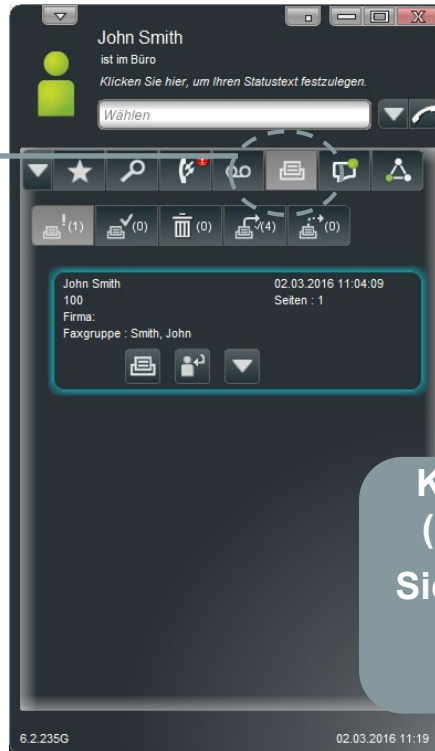 John Smith
ist im Büro
Klicken Sie hier, um Ihren Statustext festzulegen.
Wählen
(1) (0) (0) (4) (0)
John Smith 02.03.2016 11:04:09
100 Seiten : 1
Firma:
Faxgruppe : Smith, John
K
(
Sie
6.2.235G 02.03.2016 11:19